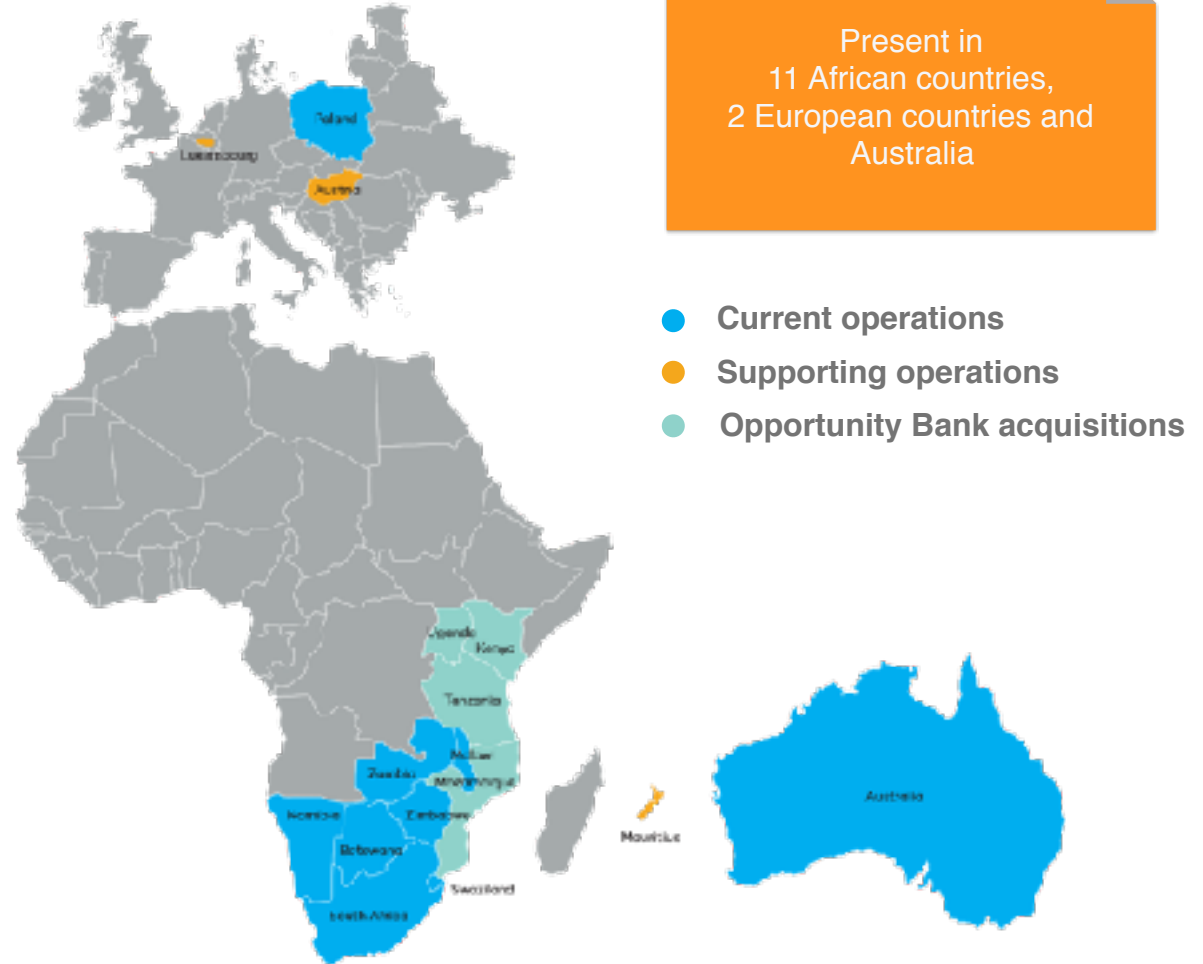 Present in
11 African countries,
2 European countries and
Australia
Poland
Luxembourg
Austria
Current operations
Supporting operations
Opportunity Bank acquisitions
Uganda
Kenya
Tanzania
Malawi
Zambia
Mozambique
Namibia
Zimbabwe
Botswana
South Africa
Swaziland
Mauritius
Australia